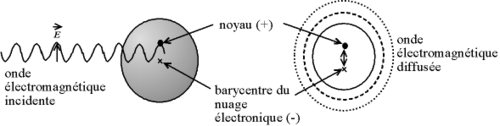 E
noyau (+)
onde
électromagnétique
incidente
barycentre du
nuage
électronique (-)
onde
électromagnétique
diffusée